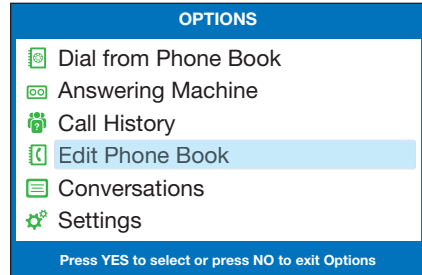 OPTIONS
Dial from Phone Book
Answering Machine
Call History
Edit Phone Book
Conversations
Settings
Press YES to select or press NO to exit Options